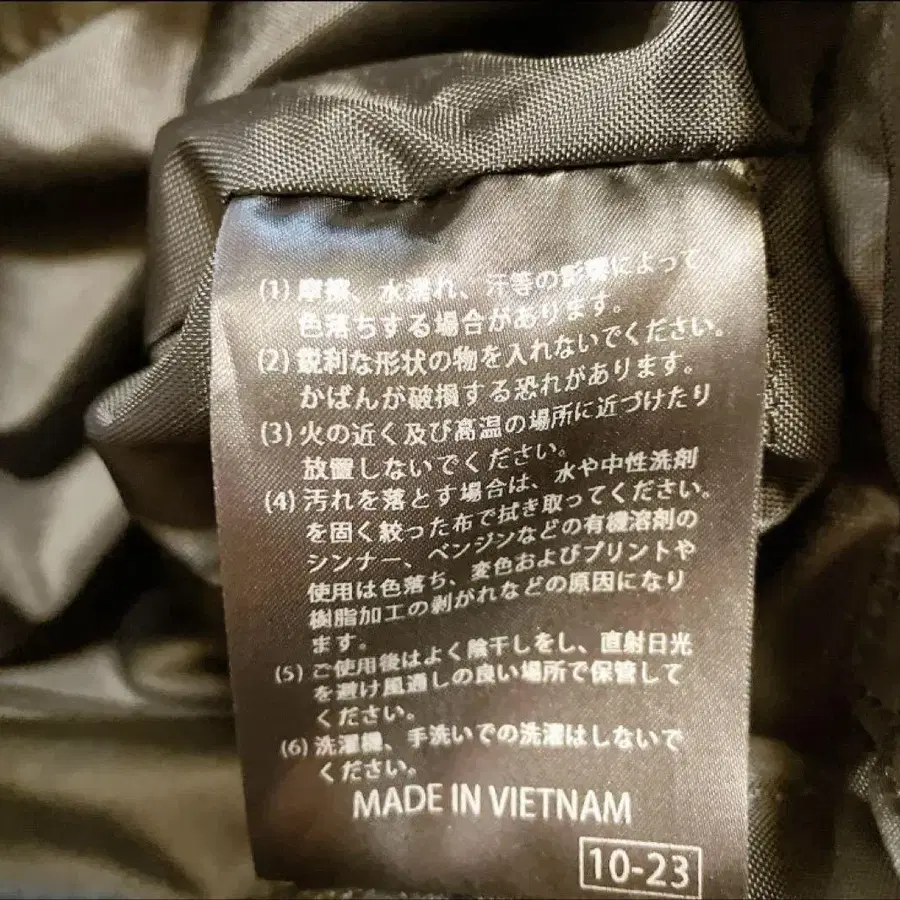 (1) 摩擦、水濡れ、汗等の影響によって
色落ちする場合があります。
(2) 鋭利な形状の物を入れないでください。
かばんが破損する恐れがあります。
(3) 火の近く及び高温の場所に近づけたり
放置しないでください。
(4) 汚れを落とす場合は、水や中性洗剤
を固く絞った布で拭き取ってください。
シンナー、ベンジンなどの有機溶剤の
使用は色落ち、変色およびプリントや
樹脂加工の剥がれなどの原因になり
ます。
(5) ご使用後はよく陰干しをし、直射日光
を避け風通しの良い場所で保管して
ください。
(6) 洗濯機、手洗いでの洗濯はしないで
ください。
MADE IN VIETNAM
10-23